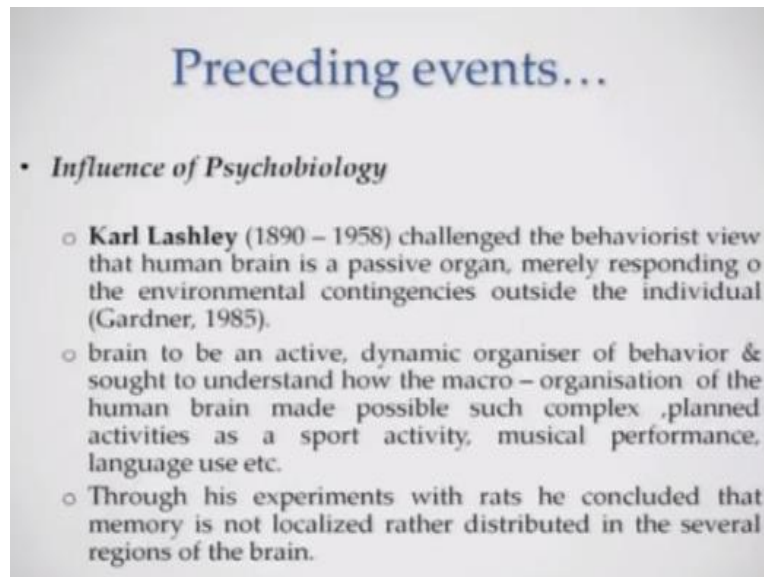 Preceding events…
• Influence of Psychobiology
o Karl Lashley (1890 – 1958) challenged the behaviorist view
that human brain is a passive organ, merely responding o
the environmental contingencies outside the individual
(Gardner, 1985).
o brain to be an active, dynamic organiser of behavior &
sought to understand how the macro – organisation of the
human brain made possible such complex ,planned
activities as a sport activity, musical performance,
language use etc.
o Through his experiments with rats he concluded that
memory is not localized rather distributed in the several
regions of the brain.